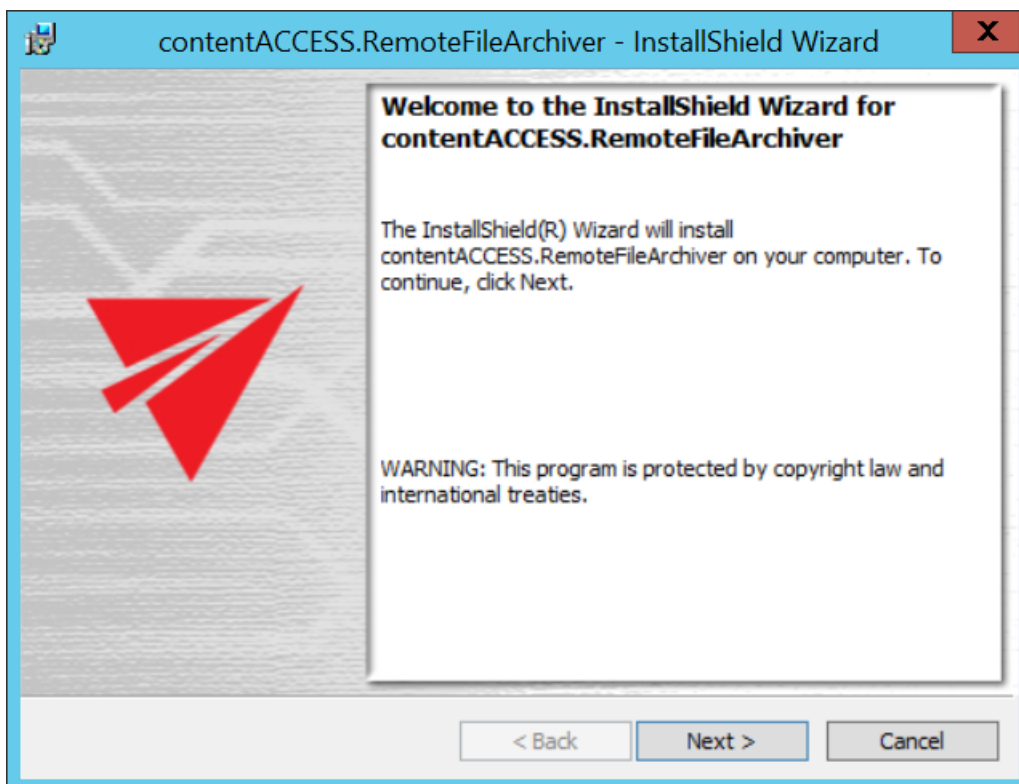 contentACCESS.RemoteFileArchiver - InstallShield Wizard
X
Welcome to the InstallShield Wizard for
contentACCESS.RemoteFileArchiver
The InstallShield(R) Wizard will install
contentACCESS.RemoteFileArchiver on your computer. To
continue, click Next.
WARNING: This program is protected by copyright law and
international treaties.
< Back
Next >
Cancel